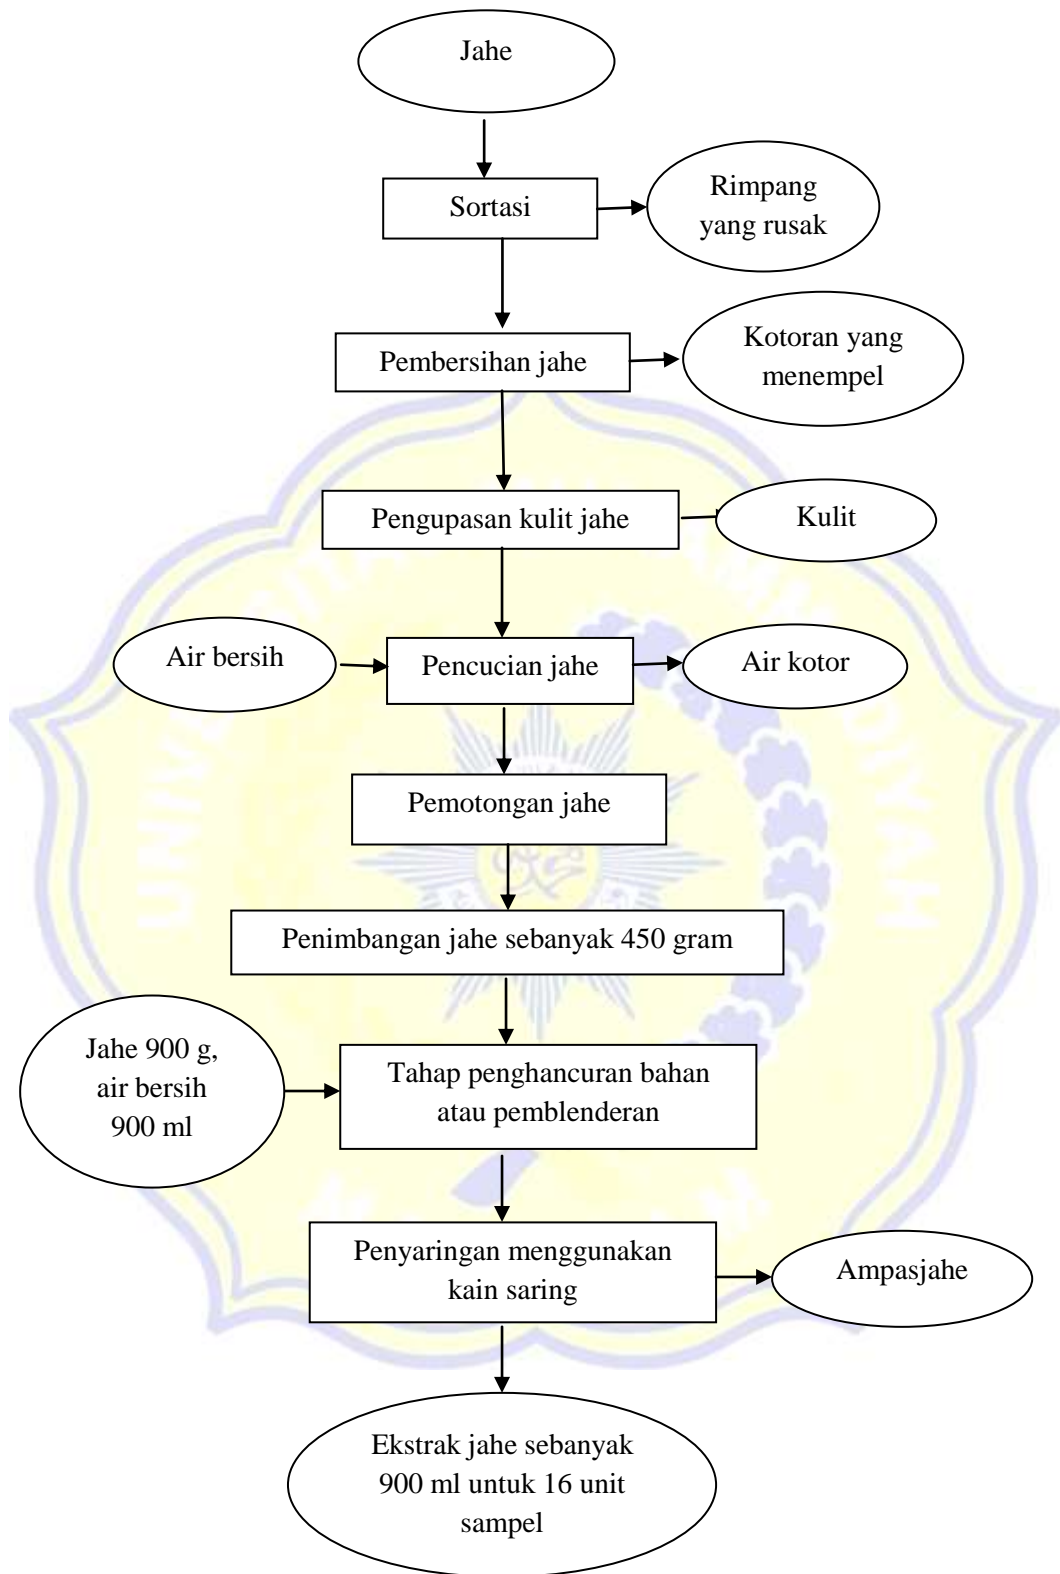 Jahe
Sortasi
Rimpang
yang rusak
Pembersihan jahe
Kotoran yang
menempel
Pengupasan kulit jahe
Kulit
Air bersih
Pencucian jahe
Air kotor
Pemotongan jahe
Penimbangan jahe sebanyak 450 gram
Jahe 900 g,
air bersih
900 ml
Tahap penghancuran bahan
atau pemblenderan
Penyaringan menggunakan
kain saring
Ampasjahe
Ekstrak jahe sebanyak
900 ml untuk 16 unit
sampel